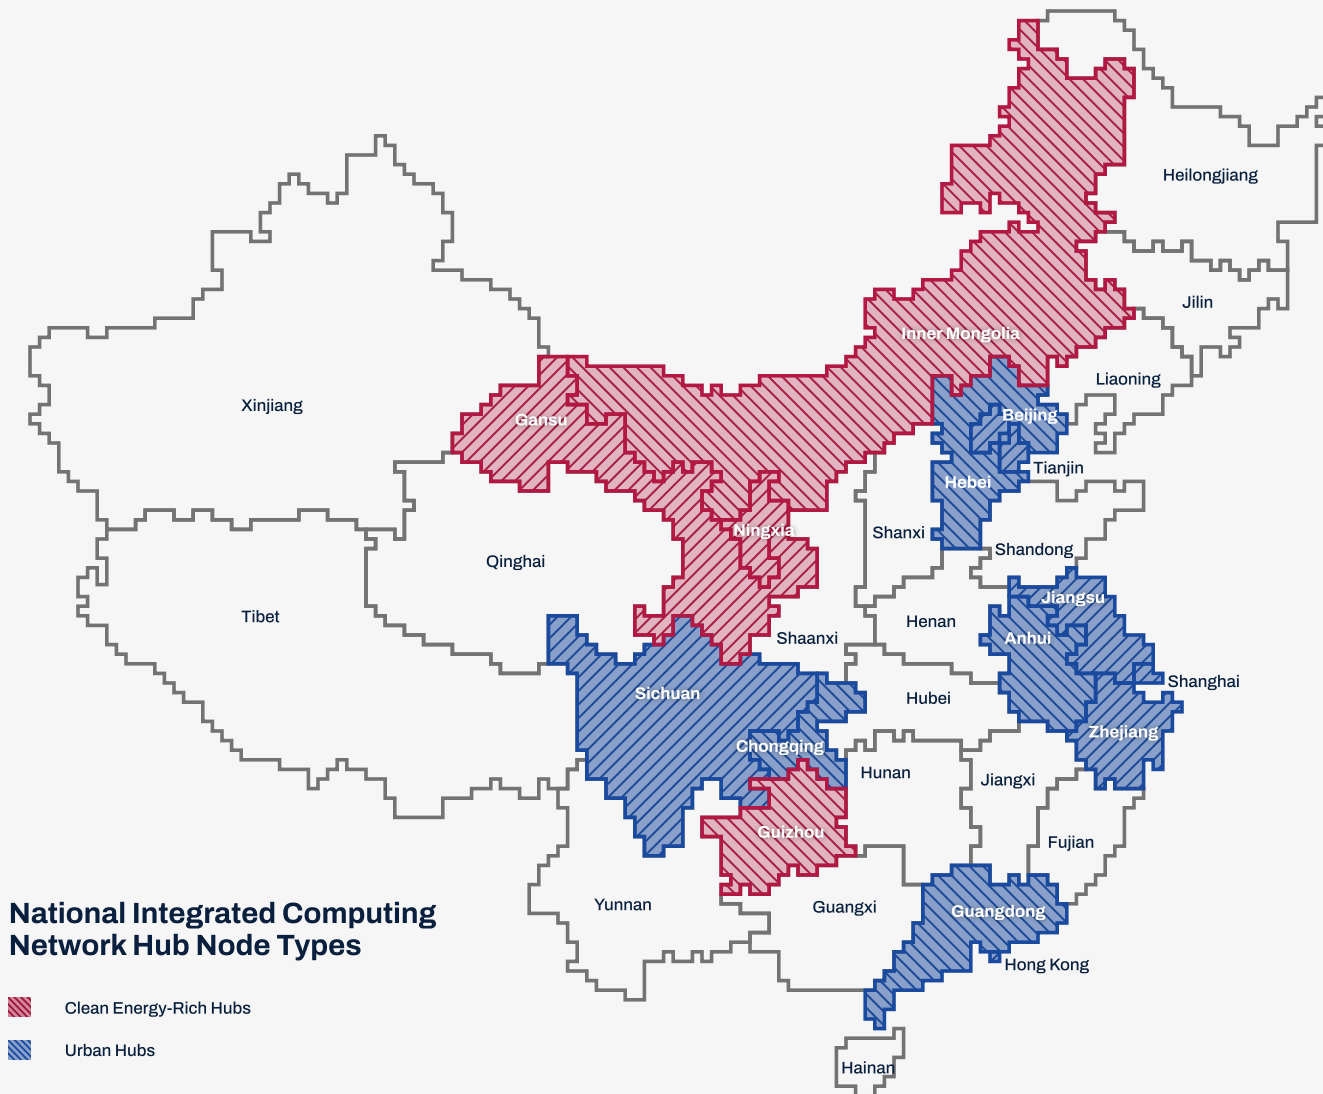 Heilongjiang
Jilin
Inner Mongolia
Liaoning
Xinjiang
Gansu
Beijing
Tianjin
Hebei
Ningxia
Shanxi
Shandong
Qinghai
Jiangsu
Tibet
Henan
Shaanxi
Anhui
Shanghai
Sichuan
Hubei
Zhejiang
Chongqing
Hunan
Jiangxi
Guizhou
Fujian
Yunnan
Guangxi
Guangdong
Hong Kong
Hainan
National Integrated Computing
Network Hub Node Types
Clean Energy-Rich Hubs
Urban Hubs